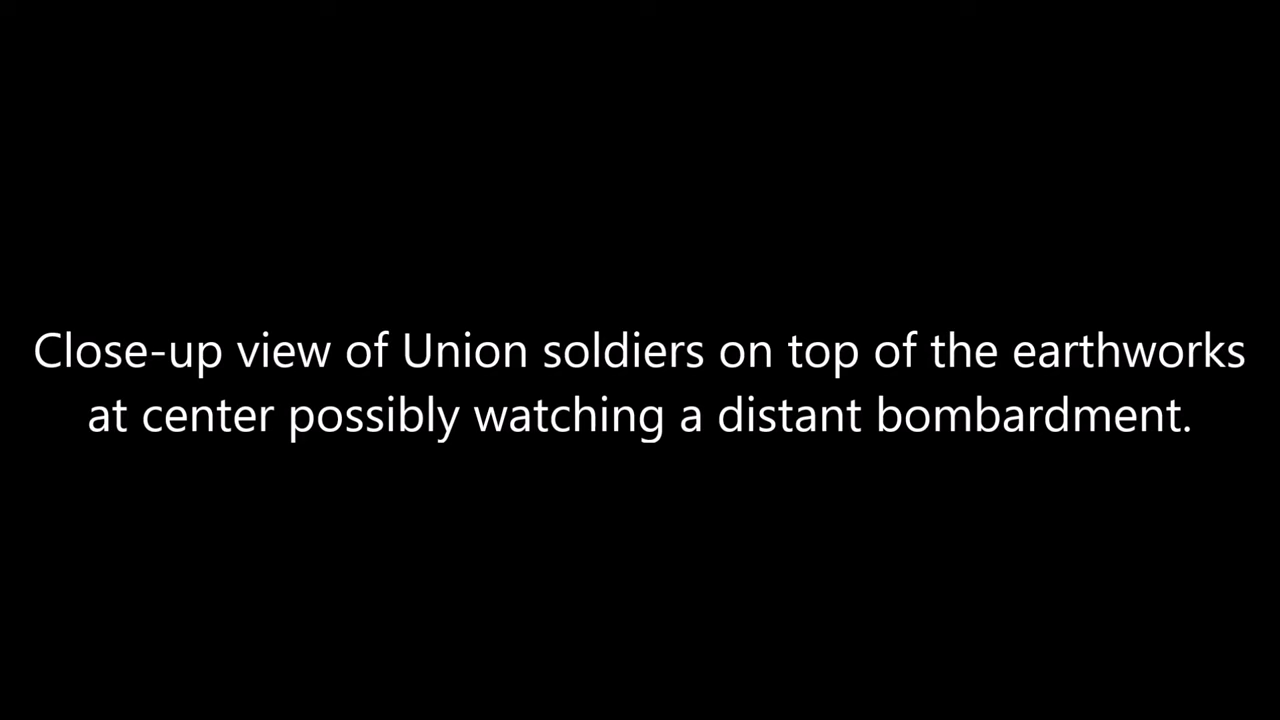 Close-up view of Union soldiers on top of the earthworks
at center possibly watching a distant bombardment.